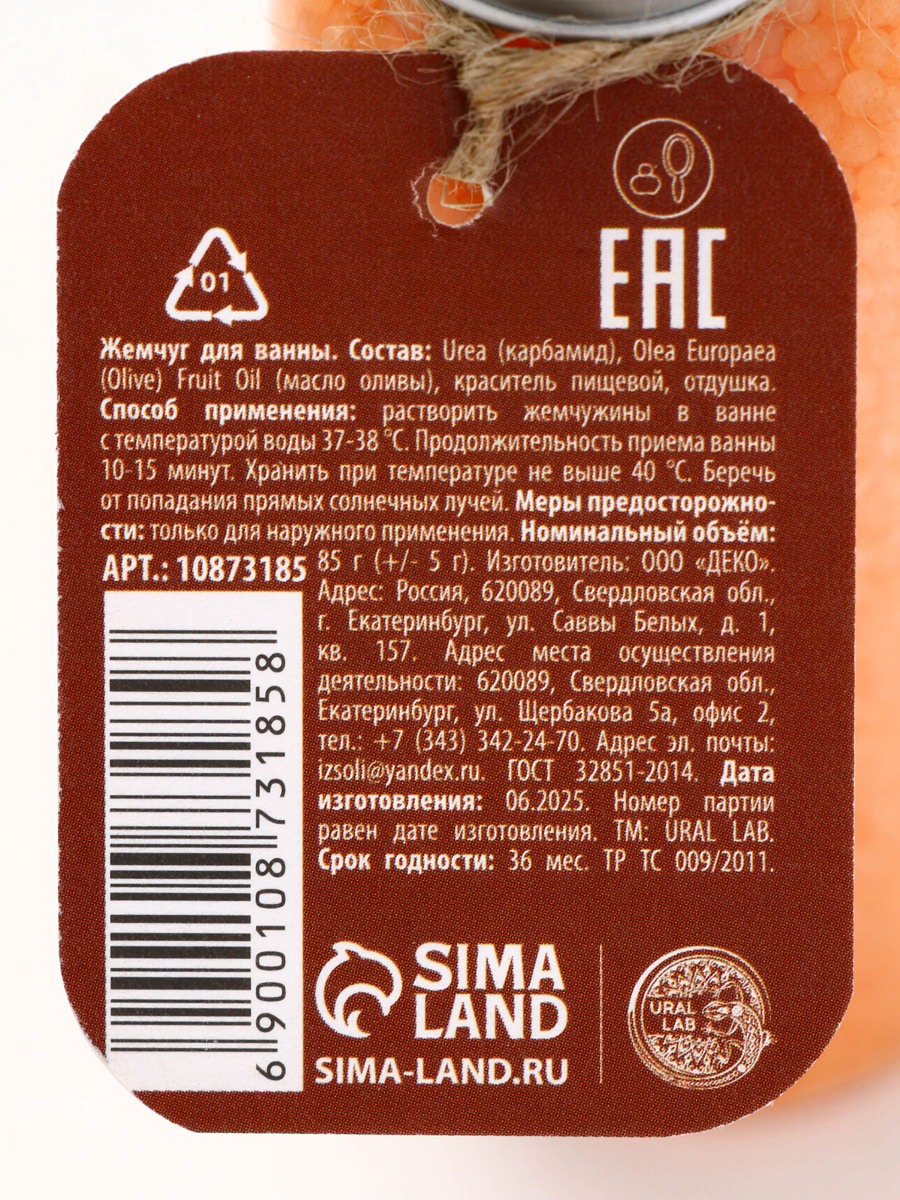 01
ЕАС
Жемчуг для ванны. Состав: Urea (карбамид), Olea Europaea
(Olive) Fruit Oil (масло оливы), краситель пищевой, отдушка.
Способ применения: растворить жемчужины в ванне
с температурой воды 37-38 °С. Продолжительность приема ванны
10-15 минут. Хранить при температуре не выше 40 °С. Беречь
от попадания прямых солнечных лучей. Меры предосторожно-
сти: только для наружного применения. Номинальный объём:
АРТ.: 10873185
85 г (+/- 5 г). Изготовитель: ООО «ДЕКО».
Адрес: Россия, 620089, Свердловская обл.,
г. Екатеринбург, ул. Саввы Белых, д. 1,
кв. 157. Адрес места осуществления
деятельности: 620089, Свердловская обл.,
Екатеринбург, ул. Щербакова 5а, офис 2,
тел.: +7 (343) 342-24-70. Адрес эл. почты:
izsoli@yandex.ru. ГОСТ 32851-2014. Дата
изготовления: 06.2025. Номер партии
равен дате изготовления. ТМ: URAL LAB.
Срок годности: 36 мес. ТР ТС 009/2011.
6900108731858
SIMA
LAND
SIMA-LAND.RU
URAL
LAB